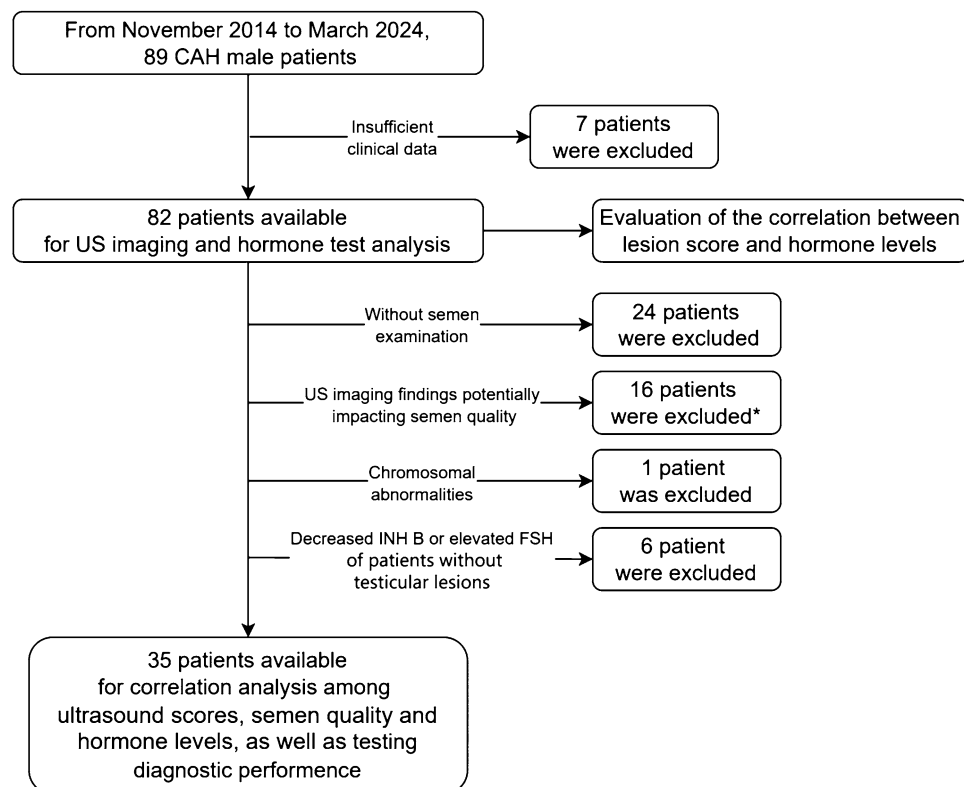 From November 2014 to March 2024,
89 CAH male patients
Insufficient
clinical data
7 patients
were excluded
82 patients available
for US imaging and hormone test analysis
Evaluation of the correlation between
lesion score and hormone levels
Without semen
examination
24 patients
were excluded
US imaging findings potentially
impacting semen quality
16 patients
were excluded*
Chromosomal
abnormalities
1 patient
was excluded
Decreased INH B or elevated FSH
of patients without
testicular lesions
6 patient
were excluded
35 patients available
for correlation analysis among
ultrasound scores, semen quality and
hormone levels, as well as testing
diagnostic performence